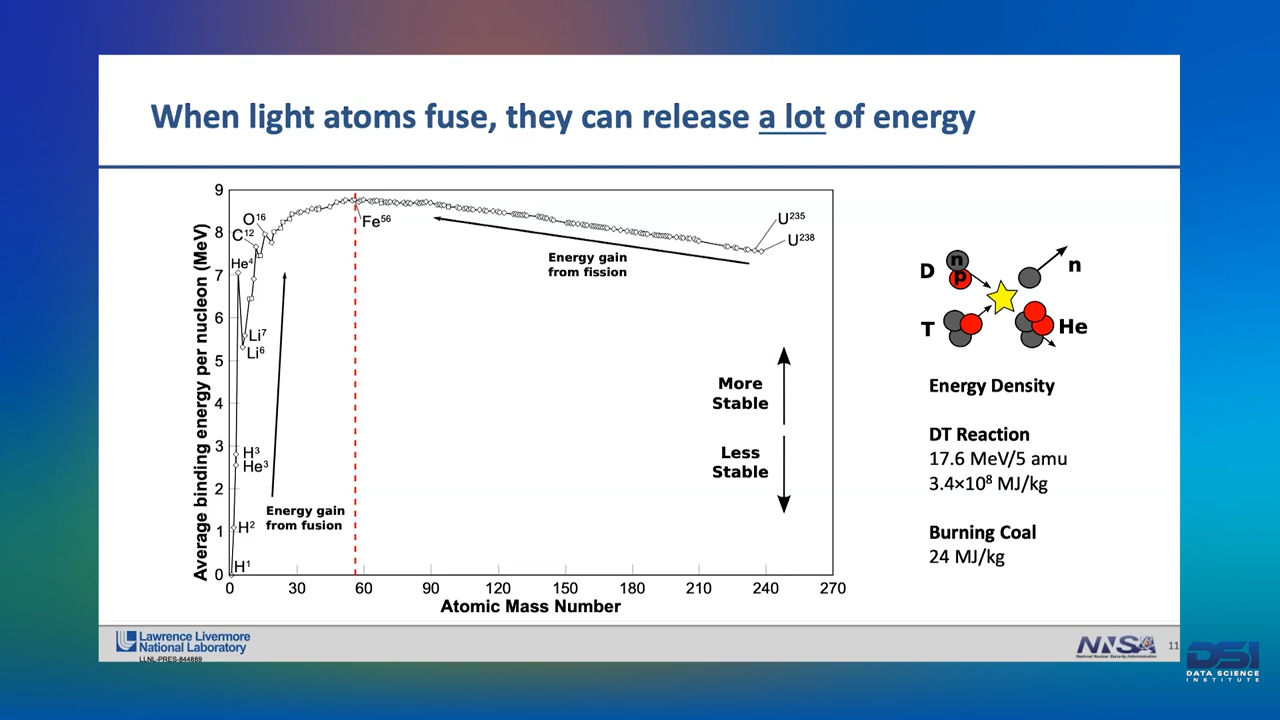 When light atoms fuse, they can release a lot of energy
Average binding energy per nucleon (MeV)
9
8
7
6
5
4
3
2
1
0
O¹⁶
C¹²
He⁴
Li⁷
Li⁶
H³
He³
H²
H¹
Fe⁵⁶
U²³⁵
U²³⁸
Energy gain
from fission
Energy gain
from fusion
More
Stable
Less
Stable
0 30 60 90 120 150 180 210 240 270
Atomic Mass Number
D
n
p
n
T
He
Energy Density
DT Reaction
17.6 MeV/5 amu
3.4×10⁸ MJ/kg
Burning Coal
24 MJ/kg
Lawrence Livermore
National Laboratory
LLNL-PRES-844889
NNSA
National Nuclear Security Administration
11
DSI
DATA SCIENCE
INSTITUTE